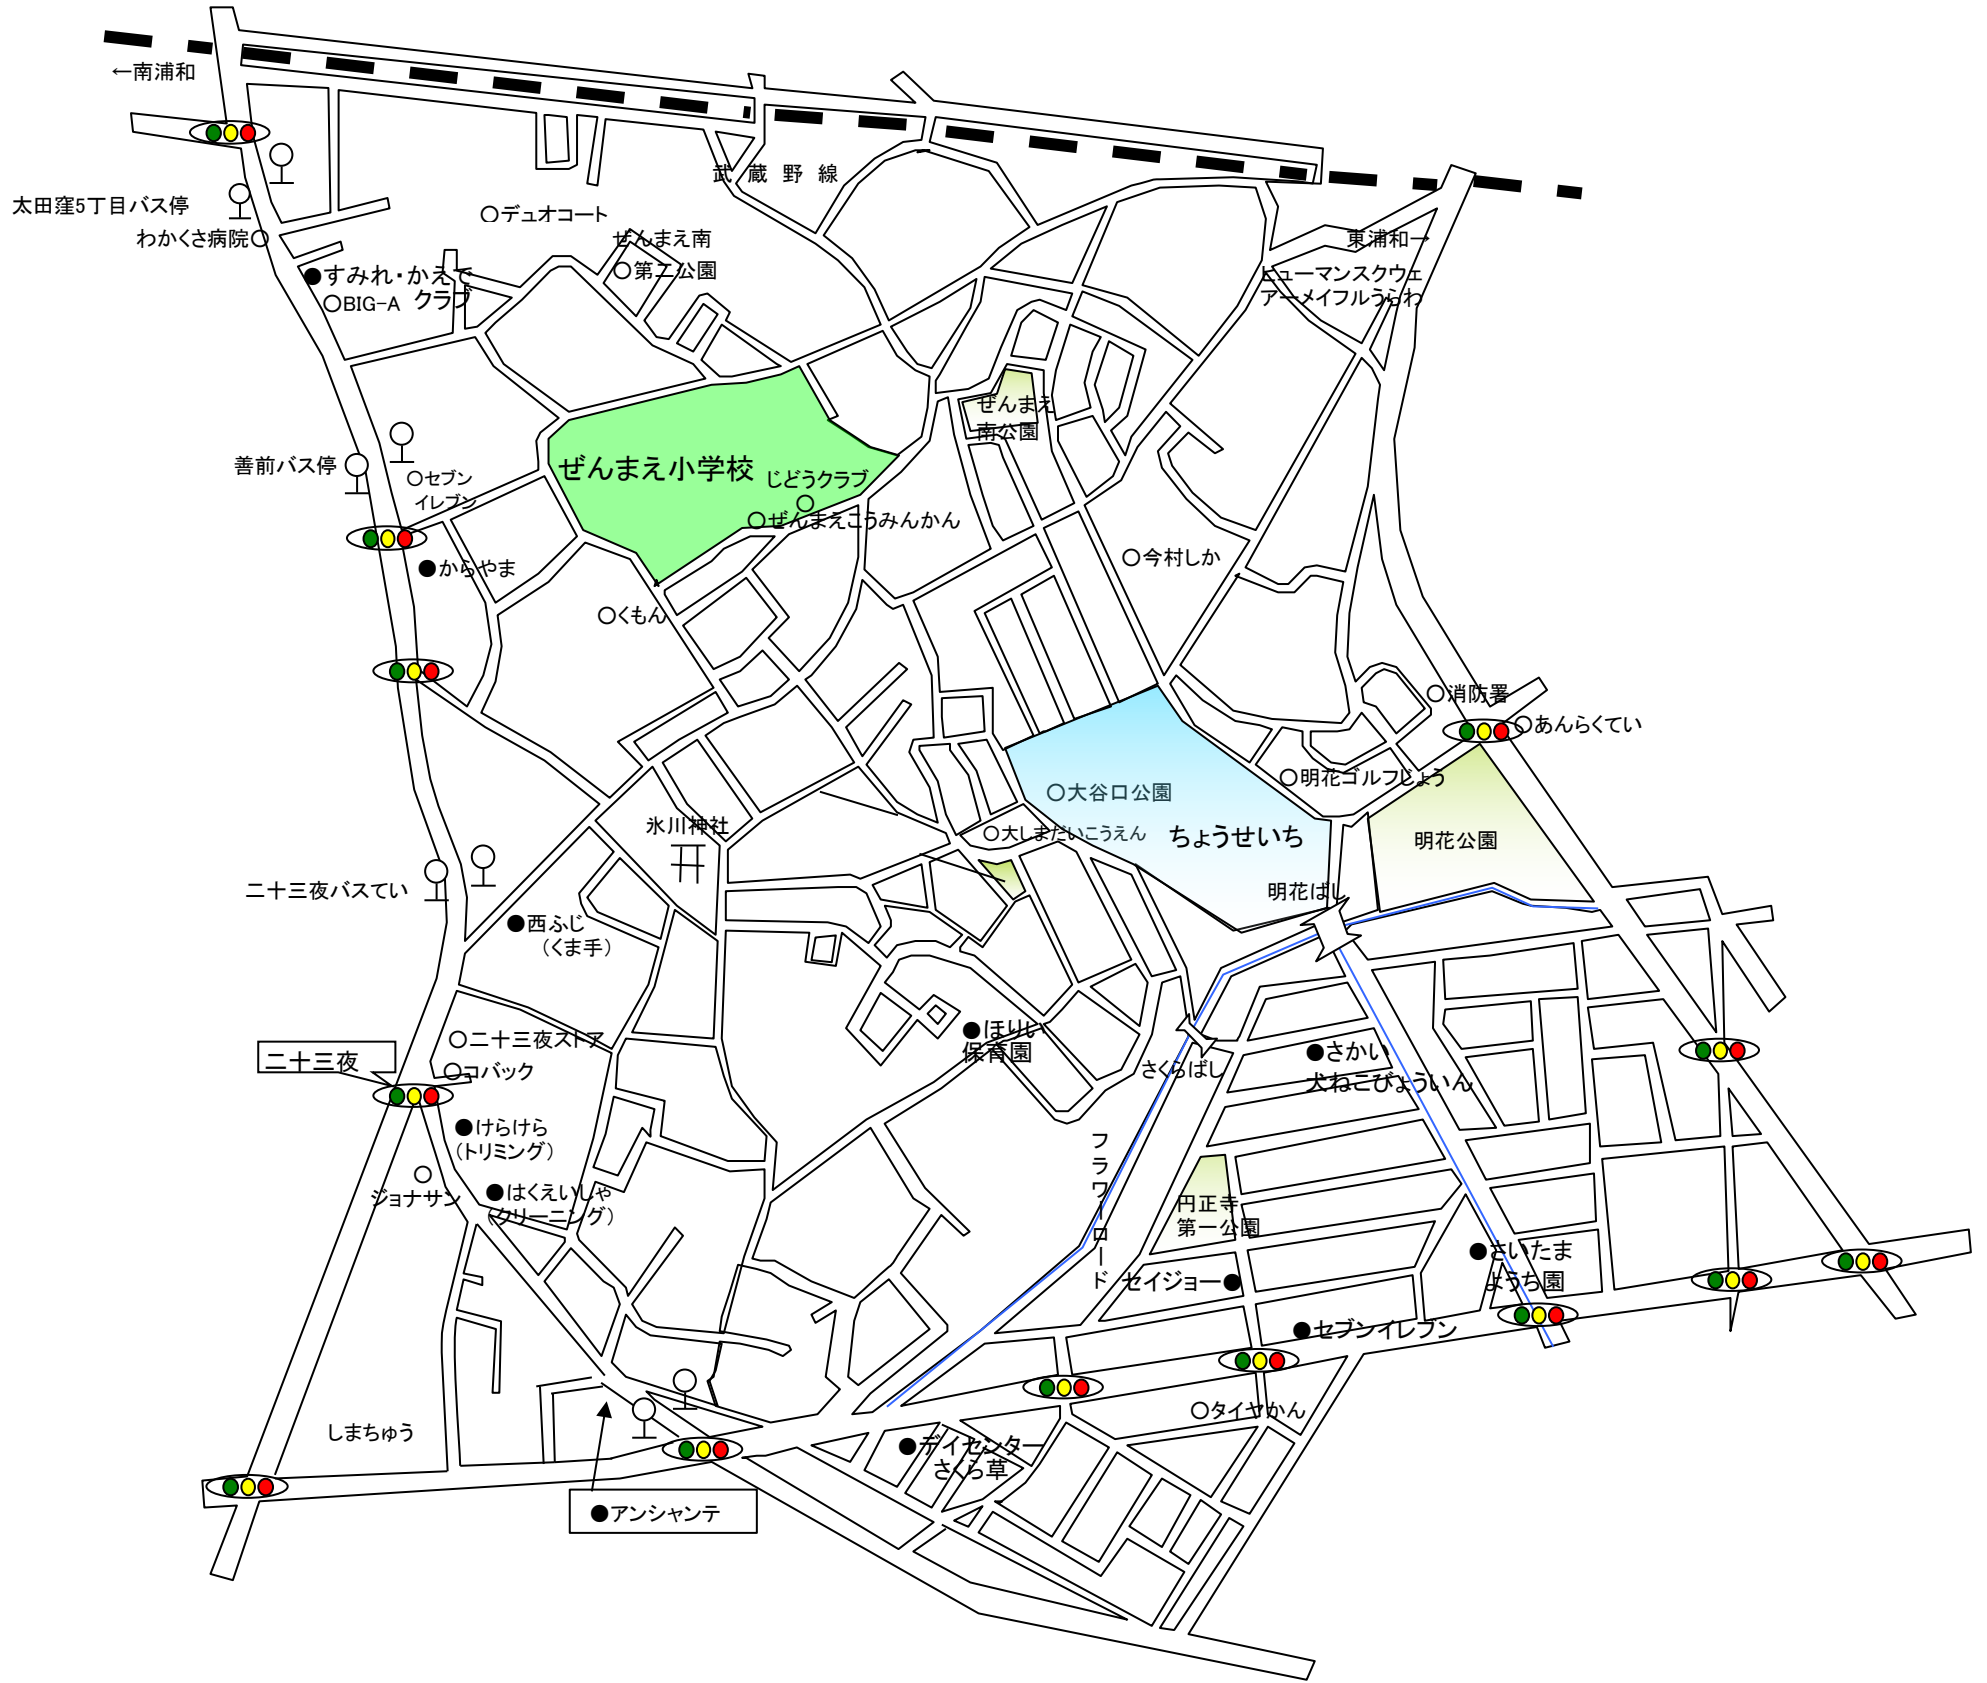 ←南浦和
武蔵野線
太田窪5丁目バス停
わかくさ病院○
○デュオコート
ぜんまえ南
○第二公園
東浦和→
ヒューマンスクウェ
アーメイフルうらわ
●すみれ・かえで
クラブ
○BIG-A
ぜんまえ
南公園
善前バス停
○セブン
イレブン
ぜんまえ小学校
じどうクラブ
○
○ぜんまえこうみんかん
●からやま
○今村しか
○くもん
○消防署
○あんらくてい
○明花ゴルフじょう
○大谷口公園
氷川神社
○大しまだいこうえん
ちょうせいち
明花公園
二十三夜バスてい
明花ばし
●西ふじ
（くま手）
○二十三夜ストア
二十三夜
○コバック
●ほりい
保育園
さくらばし
●さかい
犬ねこびょういん
●けらけら
（トリミング）
フラワーロード
○
ジョナサン
●はくえいしゃ
（クリーニング）
円正寺
第一公園
セイジョー●
●さいたま
ようち園
●セブンイレブン
○タイヤかん
しまちゅう
●デイセンター
さくら草
●アンシャンテ